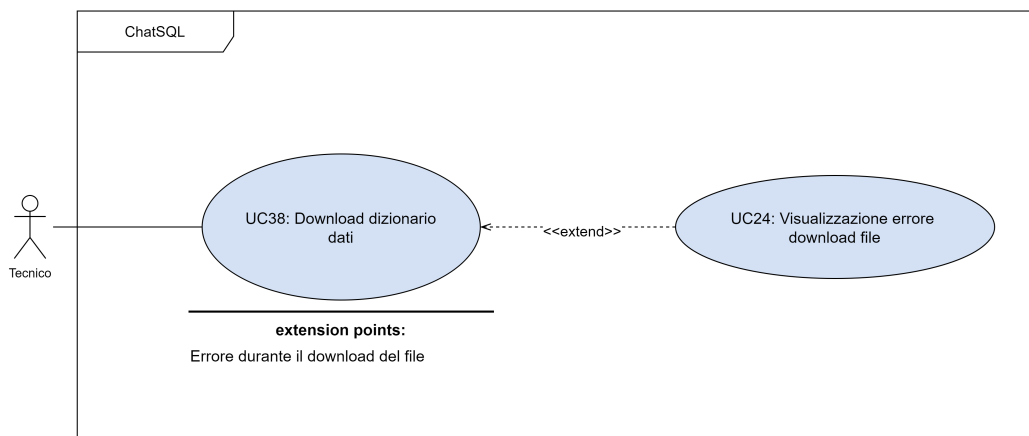 ChatSQL
UC38: Download dizionario
dati
UC24: Visualizzazione errore
download file
<<extend>>
Tecnico
extension points:
Errore durante il download del file